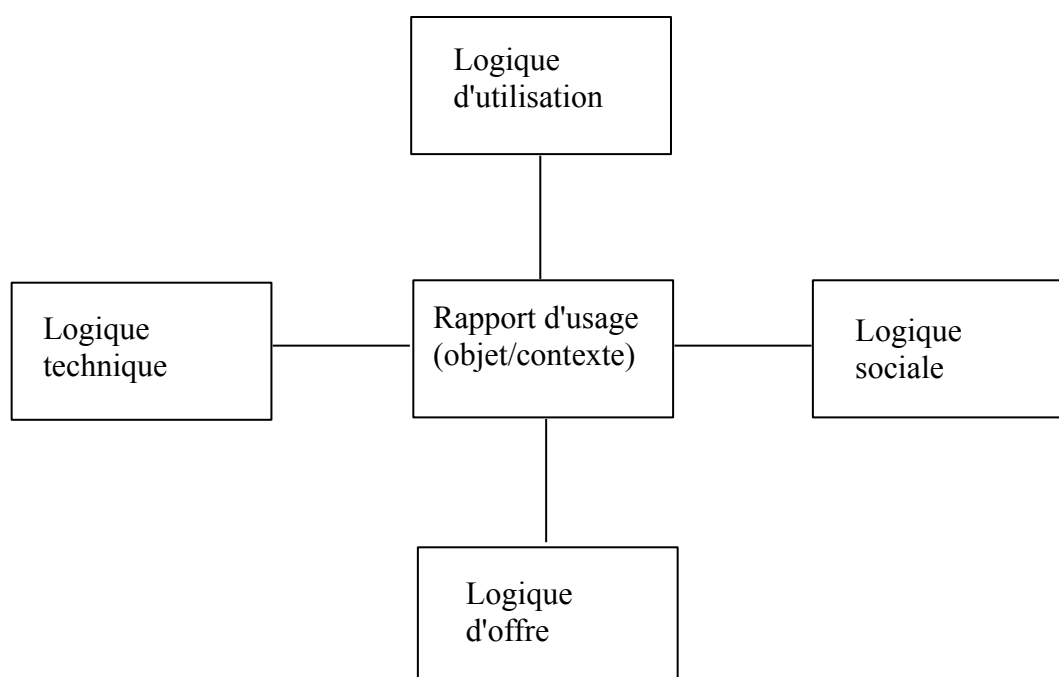 Logique
d'utilisation
Logique
technique
Rapport d'usage
(objet/contexte)
Logique
sociale
Logique
d'offre